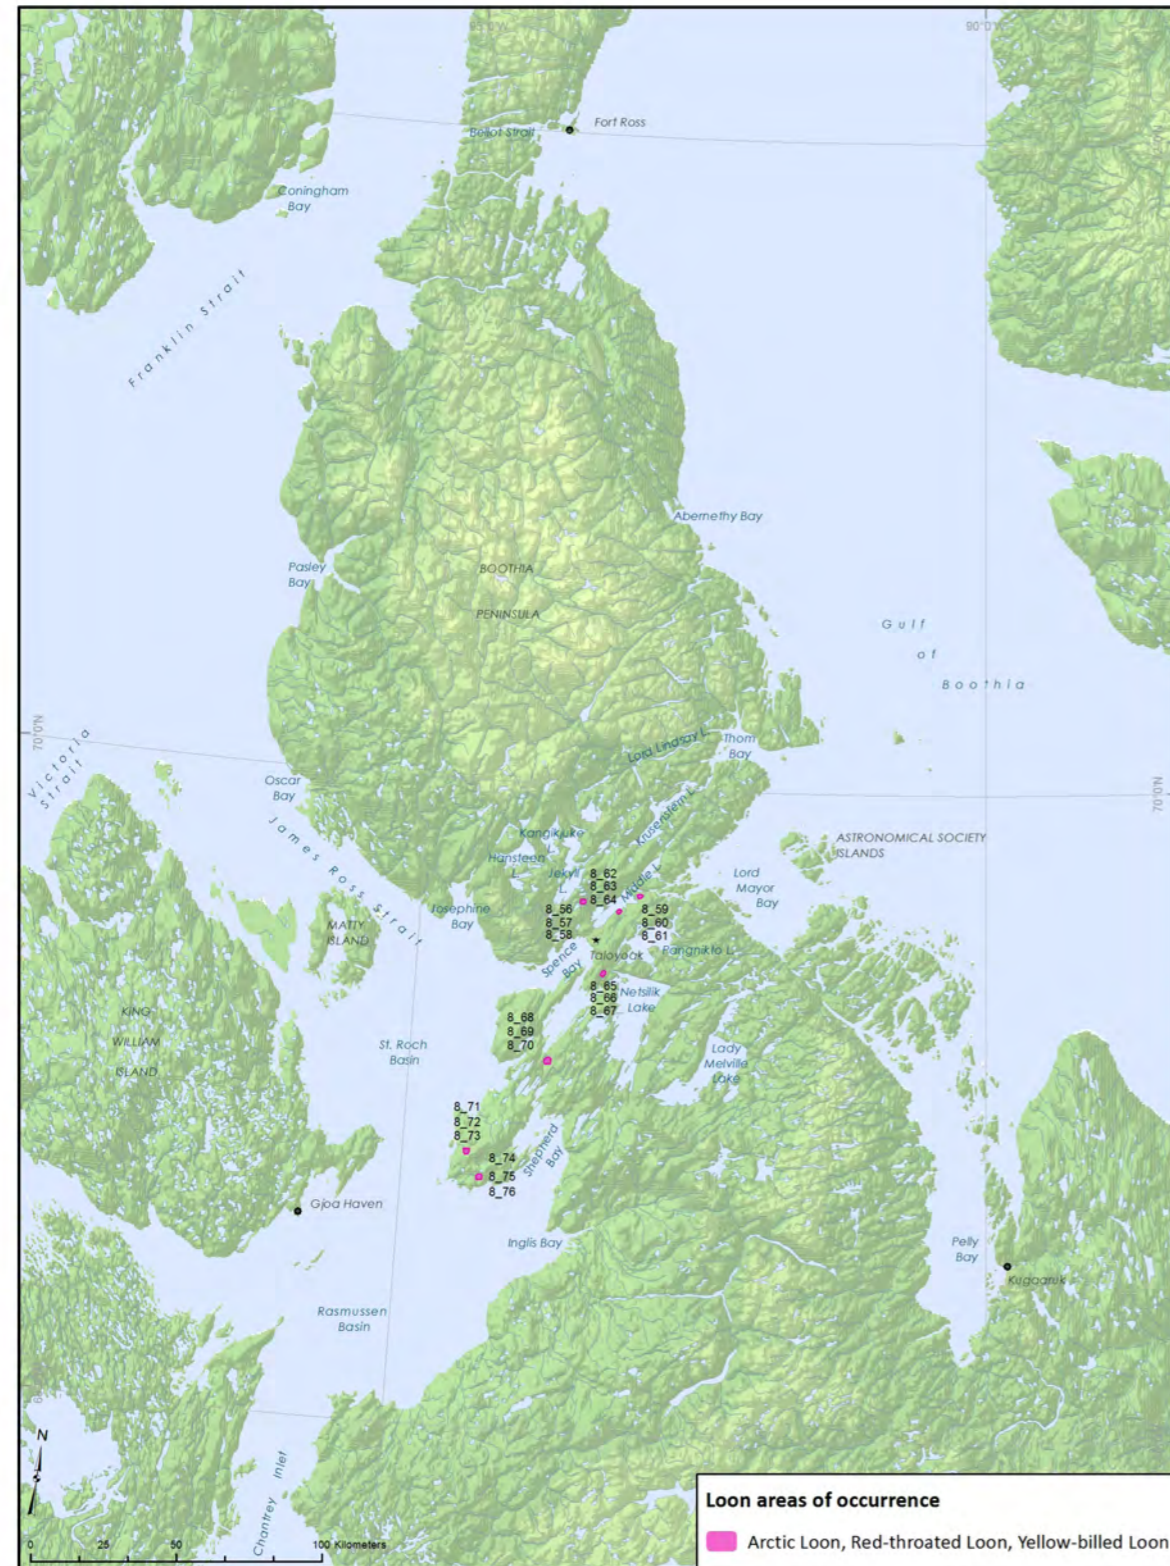 90°0'W
Bellot Strait
Fort Ross
Coningham
Bay
Franklin Strait
Abernethy Bay
Pasley
Bay
BOOTHIA
PENINSULA
Gulf
of
Boothia
70°0'N
Victoria
Strait
Lord Lindsay L.
Thom
Bay
Oscar
Bay
70°0'N
James Ross Strait
Krusenstern L.
Kangikjuke
L.
Hansteen
L.
Jekyll
L.
ASTRONOMICAL SOCIETY
ISLANDS
8_62
8_63
8_64
Middle L.
Lord
Mayor
Bay
Josephine
Bay
8_56
8_57
8_58
8_59
8_60
8_61
MATTY
ISLAND
Spence
Bay
Taloyoak
Pangnikto L.
8_65
8_66
8_67
Netsilik
Lake
KING
WILLIAM
ISLAND
8_68
8_69
8_70
St. Roch
Basin
Lady
Melville
Lake
8_71
8_72
8_73
Shepherd
Bay
8_74
8_75
8_76
Gjoa Haven
Inglis Bay
Pelly
Bay
Kugaaruk
Rasmussen
Basin
N
Chantrey Inlet
0 25 50 100 Kilometers
Loon areas of occurrence
Arctic Loon, Red-throated Loon, Yellow-billed Loon